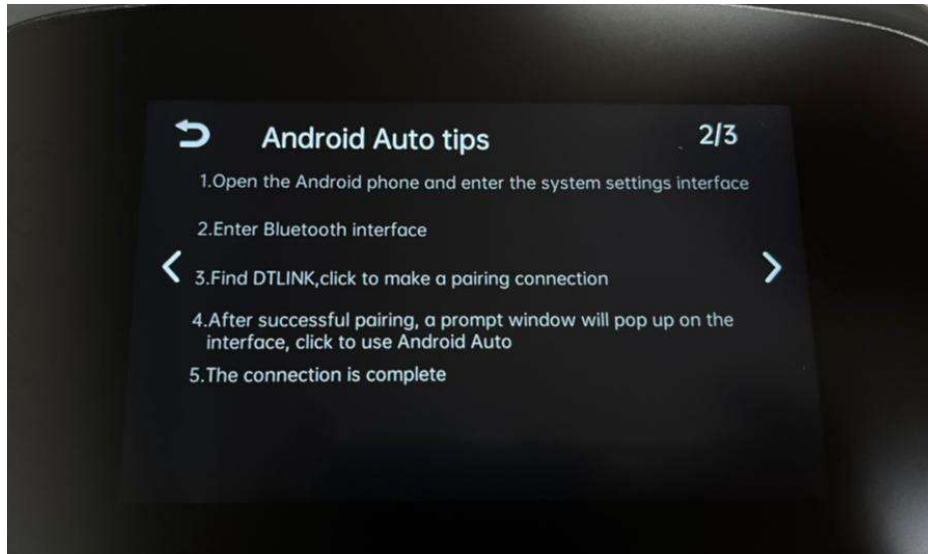 Android Auto tips
2/3
1.Open the Android phone and enter the system settings interface
2.Enter Bluetooth interface
3.Find DTLINK,click to make a pairing connection
4.After successful pairing, a prompt window will pop up on the
interface, click to use Android Auto
5.The connection is complete